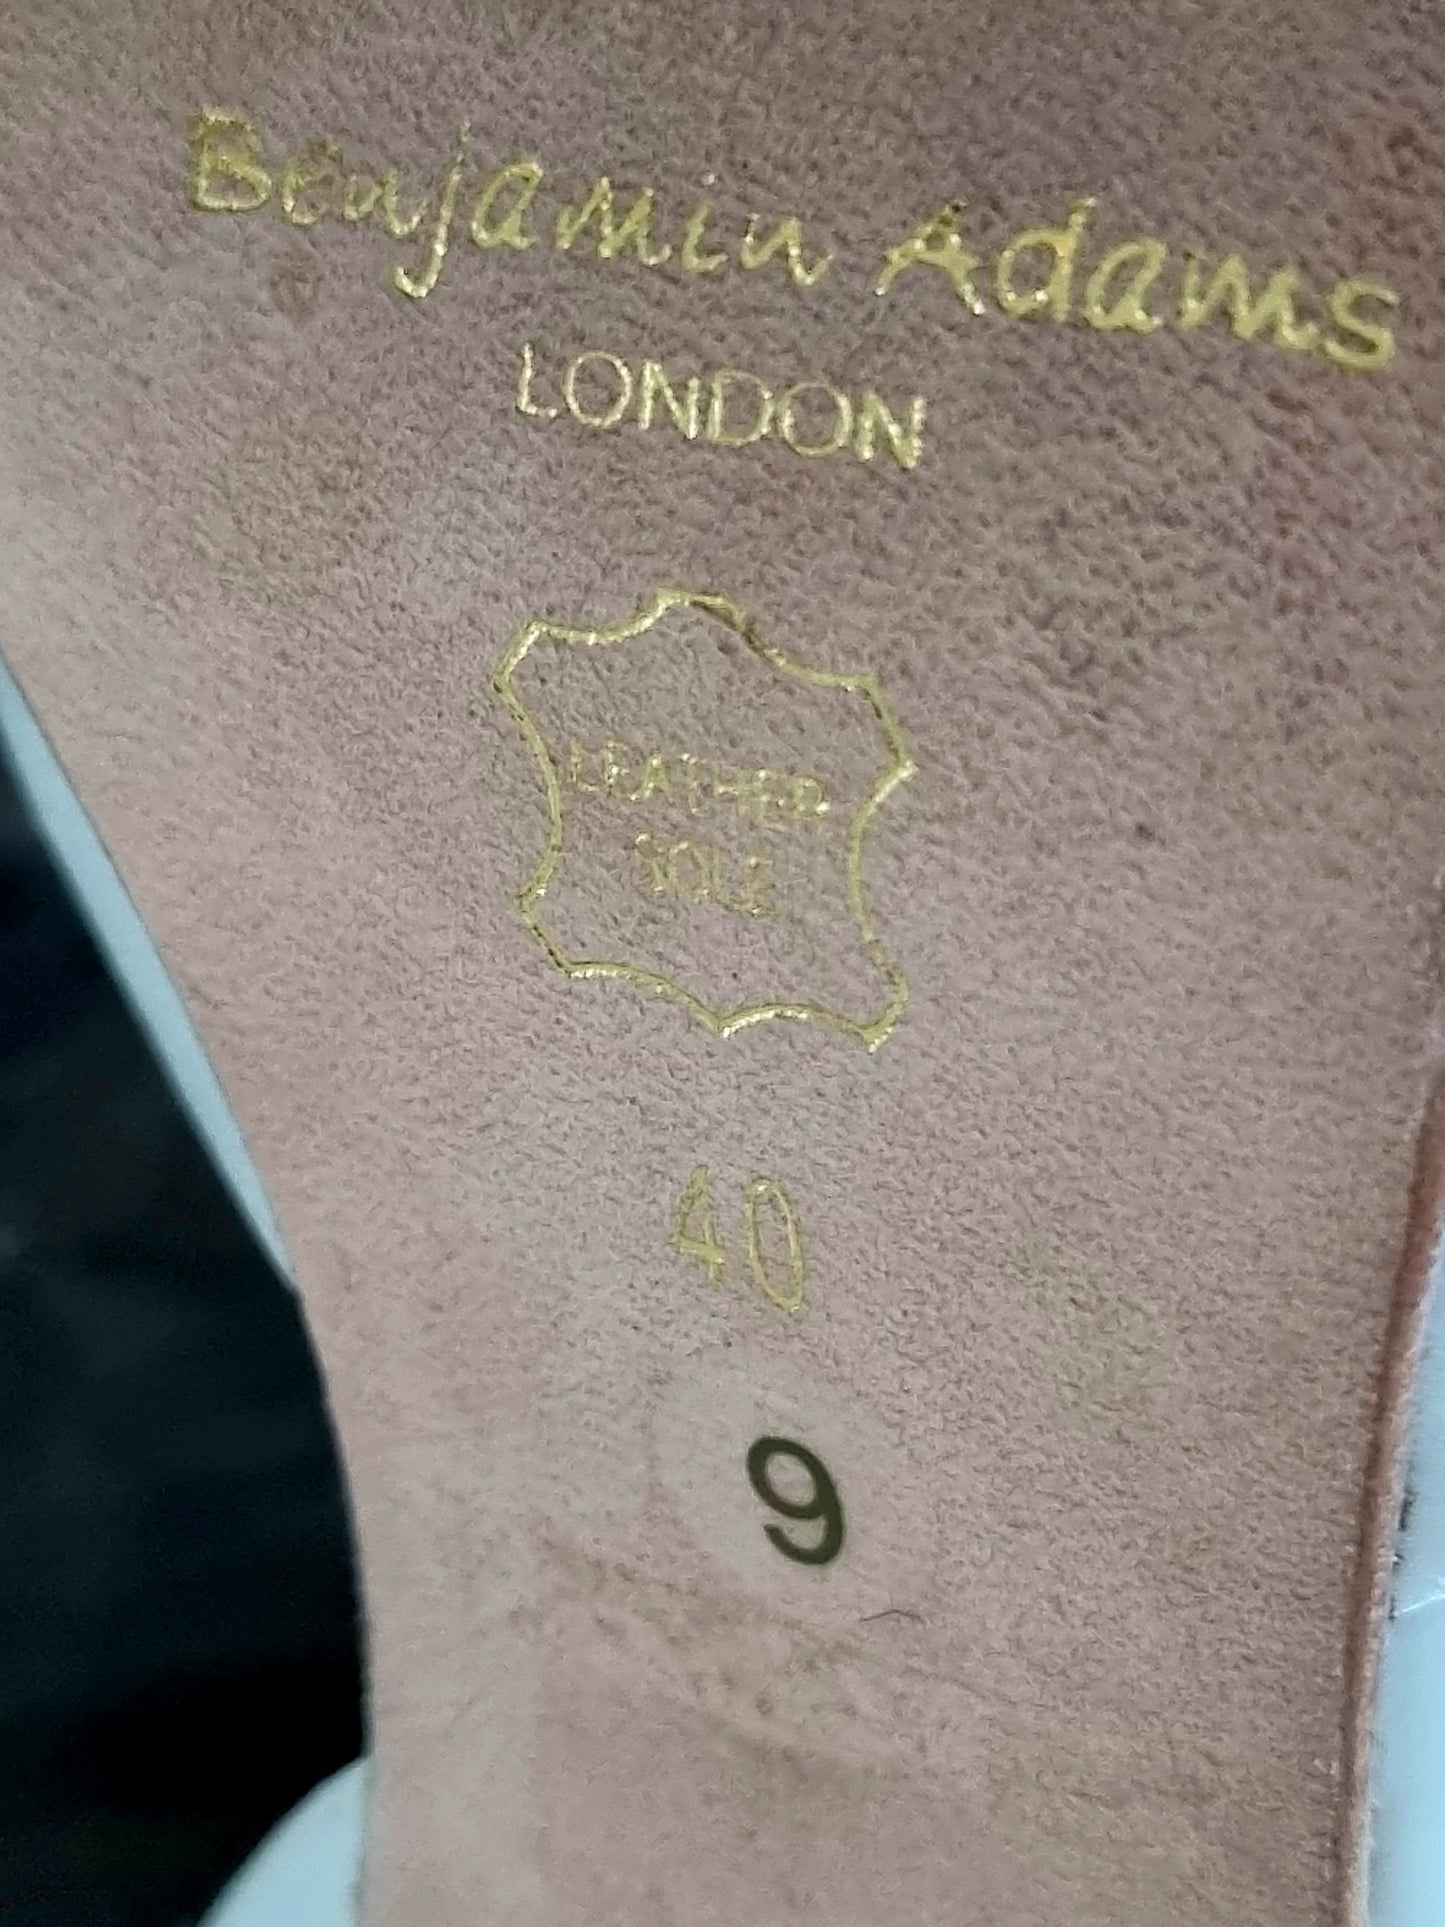 Benjamin Adams
LONDON
LEATHER
SOLE
40
9